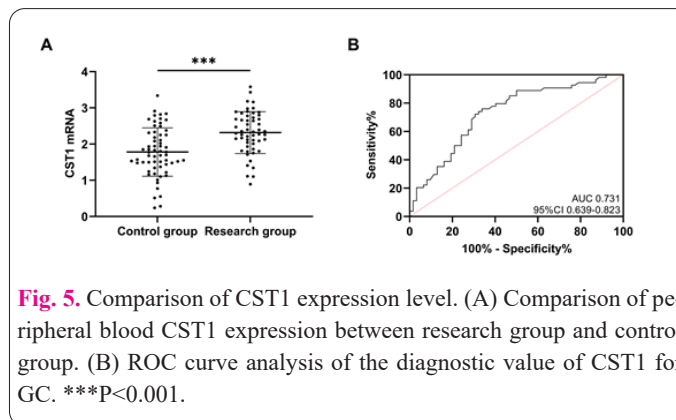 A
***
CST1 mRNA
4
3
2
1
0
Control group Research group
B
Sensitivity%
100
80
60
40
20
0
0 20 40 60 80 100
AUC 0.731
95%CI 0.639-0.823
100% - Specificity%
Fig. 5. Comparison of CST1 expression level. (A) Comparison of pe-
ripheral blood CST1 expression between research group and contro
group. (B) ROC curve analysis of the diagnostic value of CST1 fo
GC. ***P<0.001.